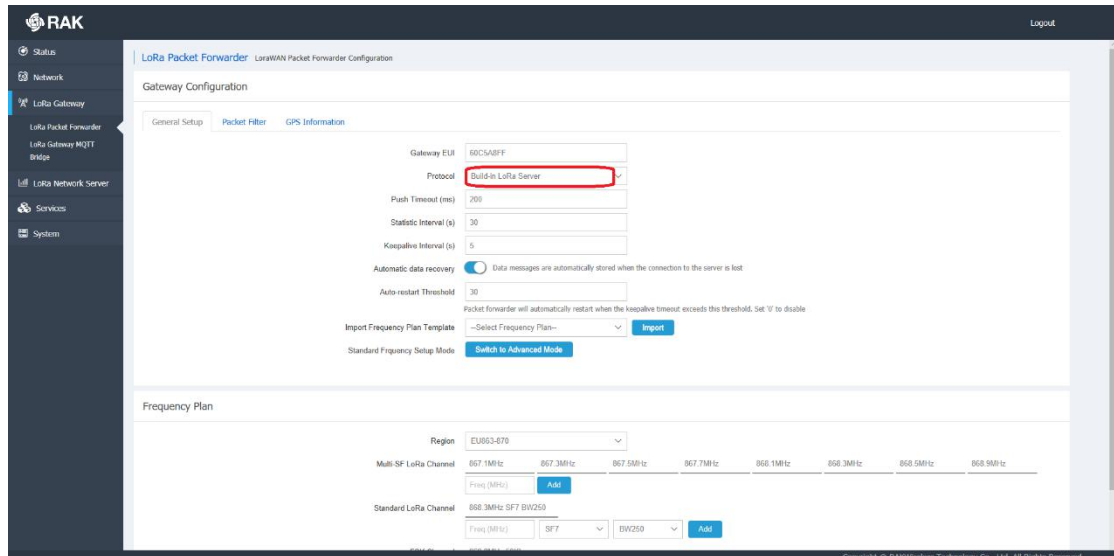 RAK
Logout
Status
Network
LoRa Gateway
LoRa Packet Forwarder
LoRa Gateway MQTT
Bridge
LoRa Network Server
Services
System
LoRa Packet Forwarder LoraWAN Packet Forwarder Configuration
Gateway Configuration
General Setup Packet Filter GPS Information
Gateway EUI 60C5A8FF
Protocol Build-in LoRa Server
Push Timeout (ms) 200
Statistic Interval (s) 30
Keepalive Interval (s) 5
Automatic data recovery Data messages are automatically stored when the connection to the server is lost
Auto-restart Threshold 30
Packet forwarder will automatically restart when the keepalive timeout exceeds this threshold. Set '0' to disable
Import Frequency Plan Template --Select Frequency Plan-- Import
Standard Frquency Setup Mode Switch to Advanced Mode
Frequency Plan
Region EU863-870
Multi-SF LoRa Channel 867.1MHz 867.3MHz 867.5MHz 867.7MHz 868.1MHz 868.3MHz 868.5MHz 868.9MHz
Freq (MHz) Add
Standard LoRa Channel 868.3MHz SF7 BW250
Freq (MHz) SF7 BW250 Add